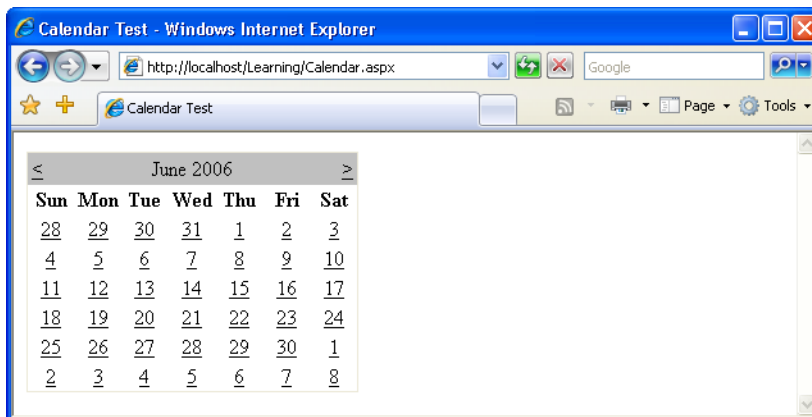 Calendar Test - Windows Internet Explorer
http://localhost/Learning/Calendar.aspx Google
Calendar Test Page Tools
< June 2006 >
Sun Mon Tue Wed Thu Fri Sat
28 29 30 31 1 2 3
4 5 6 7 8 9 10
11 12 13 14 15 16 17
18 19 20 21 22 23 24
25 26 27 28 29 30 1
2 3 4 5 6 7 8